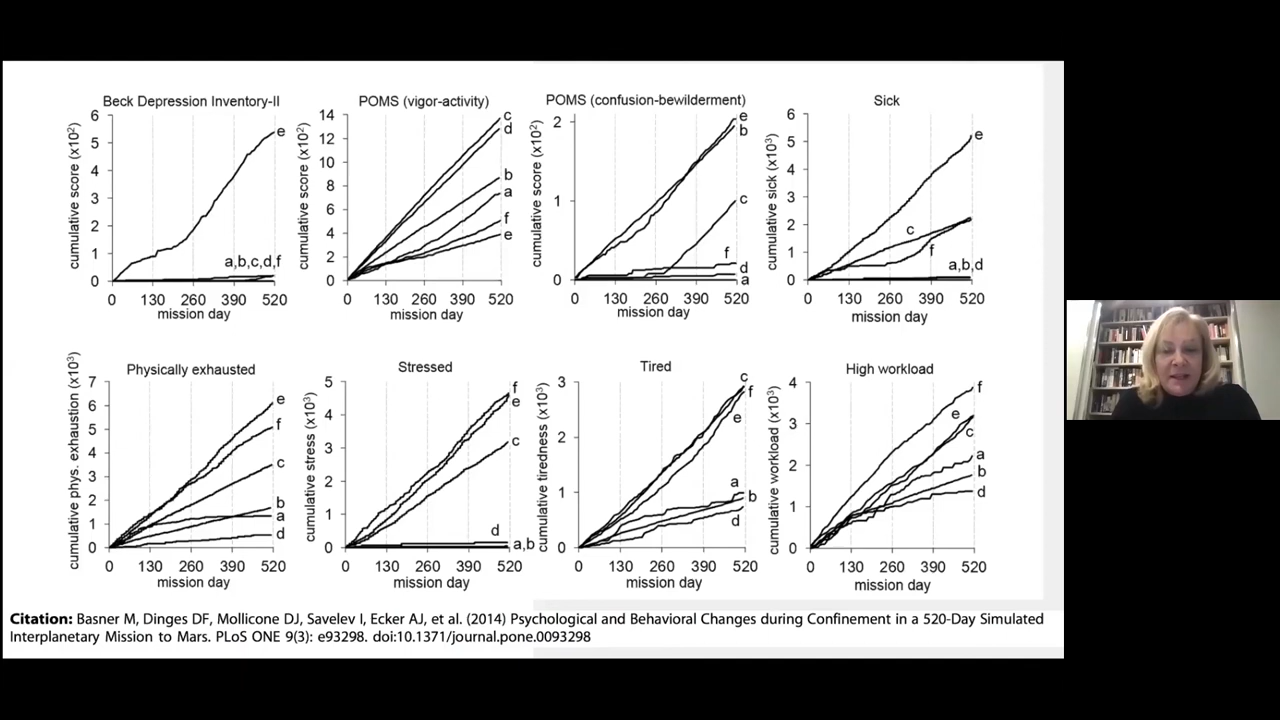 Beck Depression Inventory-II
cumulative score (x10²)
6
5
4
3
2
1
0
e
a,b,c,d,f
0 130 260 390 520
mission day
POMS (vigor-activity)
cumulative score (x10²)
14
12
10
8
6
4
2
0
c
d
b
a
f
e
0 130 260 390 520
mission day
POMS (confusion-bewilderment)
cumulative score (x10²)
2
1
0
e
b
c
f
d
a
0 130 260 390 520
mission day
Sick
cumulative sick (x10³)
6
5
4
3
2
1
0
e
c
f
a,b,d
0 130 260 390 520
mission day
Physically exhausted
cumulative phys. exhaustion (x10³)
7
6
5
4
3
2
1
0
e
f
c
b
a
d
0 130 260 390 520
mission day
Stressed
cumulative stress (x10³)
5
4
3
2
1
0
f
e
c
d
a,b
0 130 260 390 520
mission day
Tired
cumulative tiredness (x10³)
3
2
1
0
c
f
e
a
b
d
0 130 260 390 520
mission day
High workload
cumulative workload (x10³)
4
3
2
1
0
f
e
c
a
b
d
0 130 260 390 520
mission day
Citation: Basner M, Dinges DF, Mollicone DJ, Savelev I, Ecker AJ, et al. (2014) Psychological and Behavioral Changes during Confinement in a 520-Day Simulated
Interplanetary Mission to Mars. PLoS ONE 9(3): e93298. doi:10.1371/journal.pone.0093298